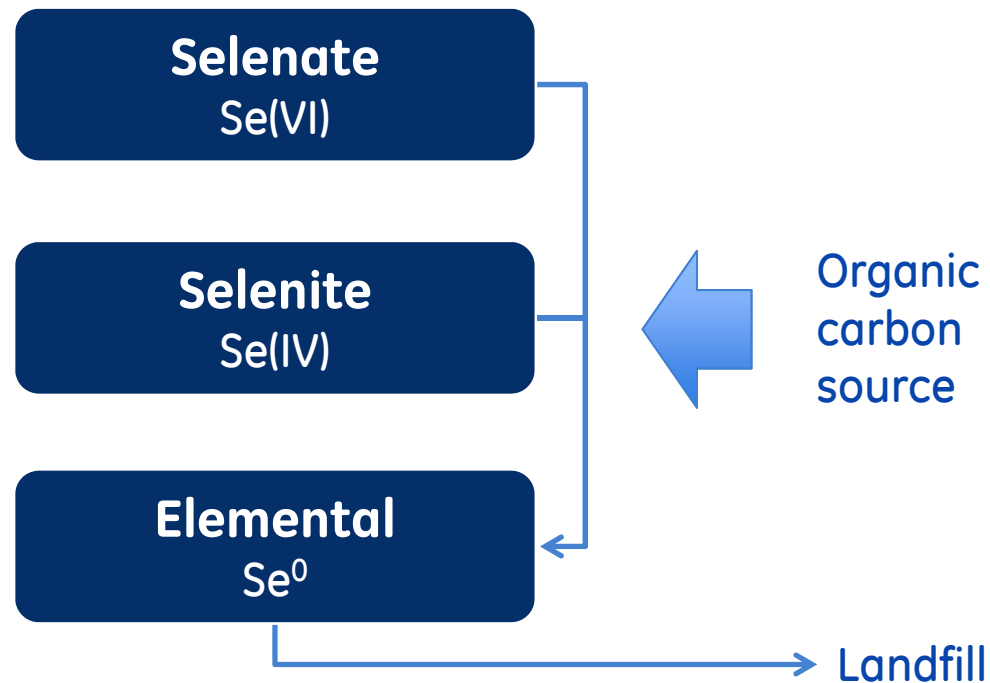 Selenate
Se(VI)
Selenite
Se(IV)
Organic
carbon
source
Elemental
Se⁰
Landfill